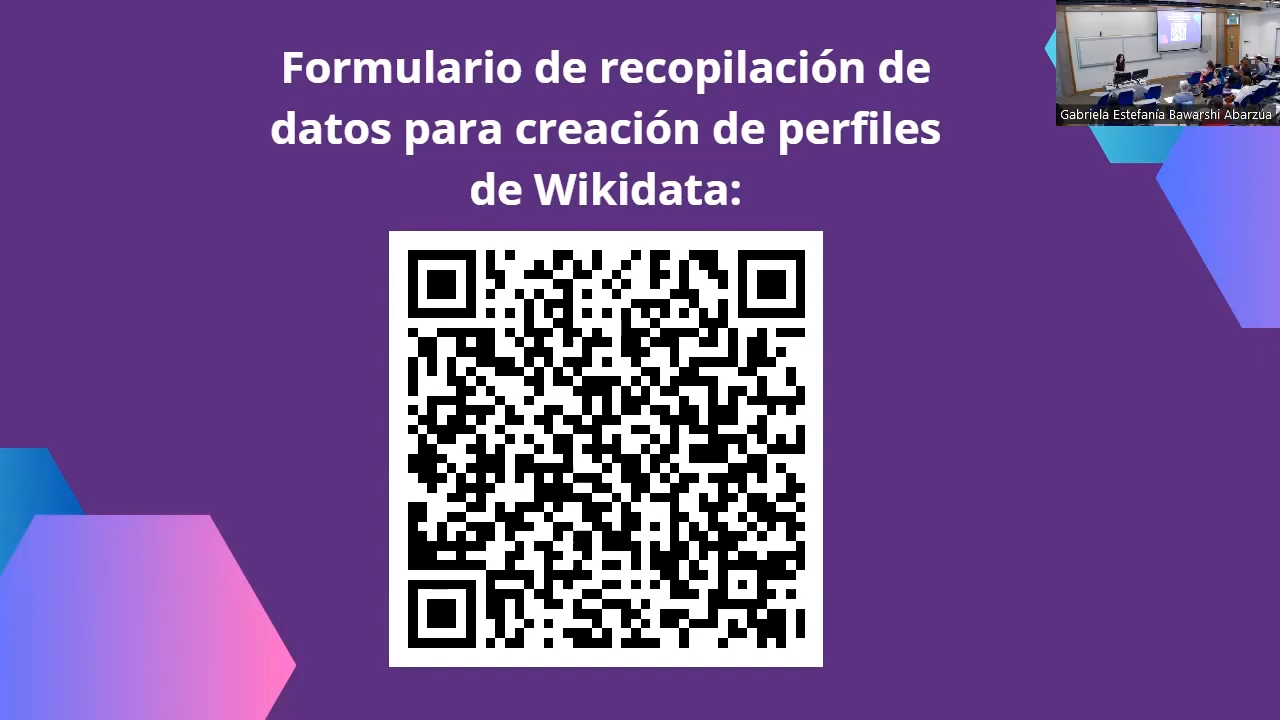 Formulario de recopilación de
datos para creación de perfiles
de Wikidata:
Gabriela Estefanía Bawarshi Abarzúa